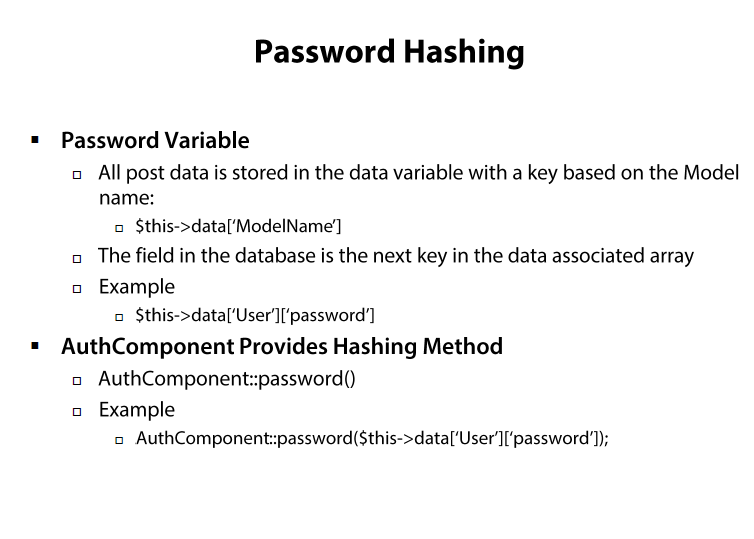 Password Hashing
Password Variable
All post data is stored in the data variable with a key based on the Model
name:
$this->data[‘ModelName’]
The field in the database is the next key in the data associated array
Example
$this->data[‘User’][‘password’]
AuthComponent Provides Hashing Method
AuthComponent::password()
Example
AuthComponent::password($this->data[‘User’][‘password’]);